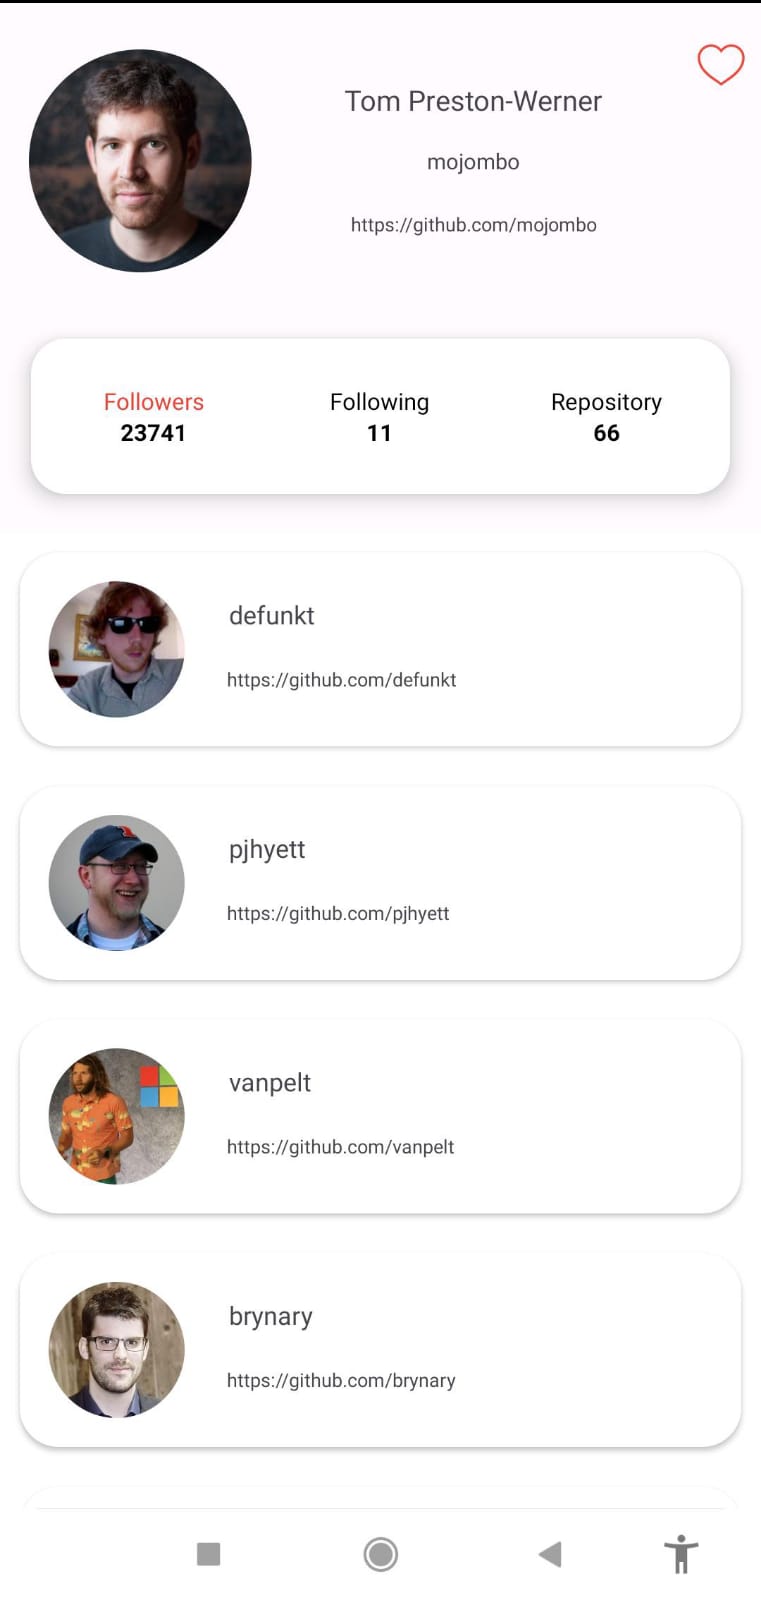 Tom Preston-Werner
mojombo
https://github.com/mojombo
Followers Following Repository
23741 11 66
defunkt
https://github.com/defunkt
pjhyett
https://github.com/pjhyett
vanpelt
https://github.com/vanpelt
brynary
https://github.com/brynary